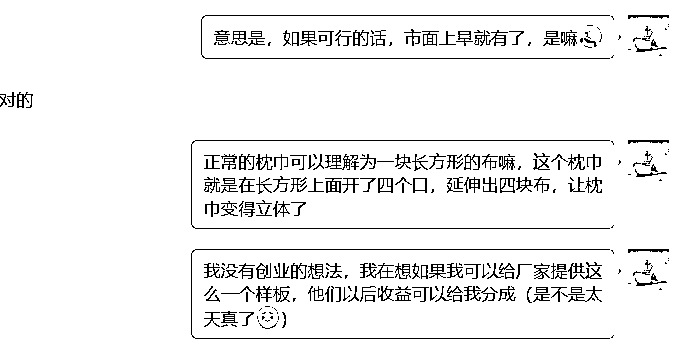 意思是，如果可行的话，市面上早就有了，是嘛
对的
正常的枕巾可以理解为一块长方形的布嘛，这个枕巾
就是在长方形上面开了四个口，延伸出四块布，让枕
巾变得立体了
我没有创业的想法，我在想如果我可以给厂家提供这
么一个样板，他们以后收益可以给我分成（是不是太
天真了）